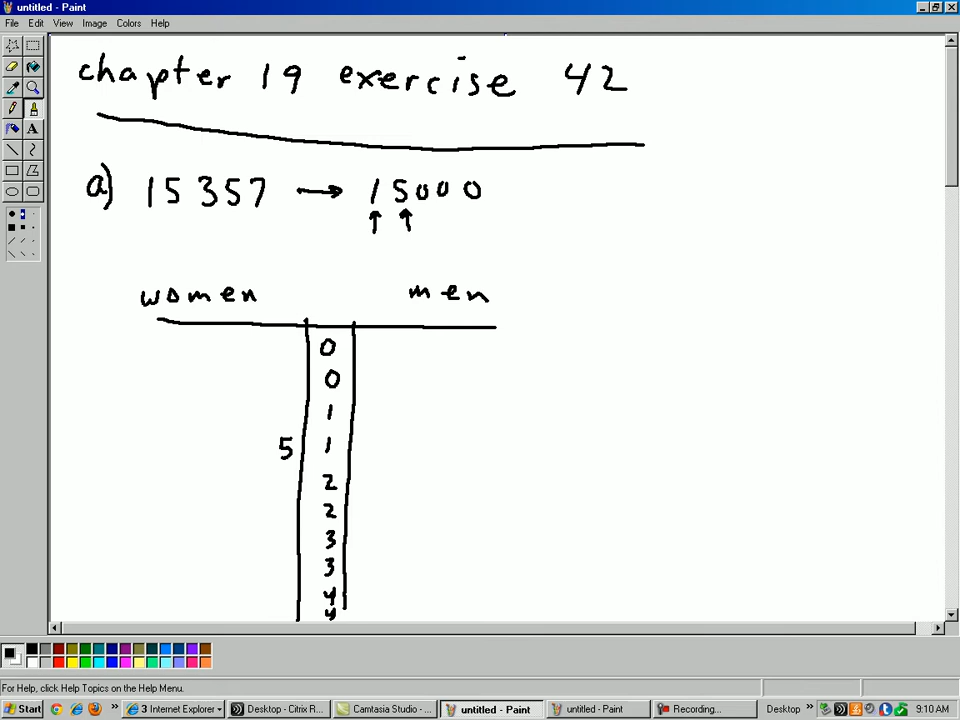 untitled - Paint
File Edit View Image Colors Help
chapter 19 exercise 42
a) 15357 → 15000
↑ ↑
women men
0
0
1
5 1
2
2
3
3
4
4
For Help, click Help Topics on the Help Menu.
Start 3 Internet Explorer Desktop - Citrix R... Camtasia Studio - ... untitled - Paint untitled - Paint Recording... Desktop 9:10 AM